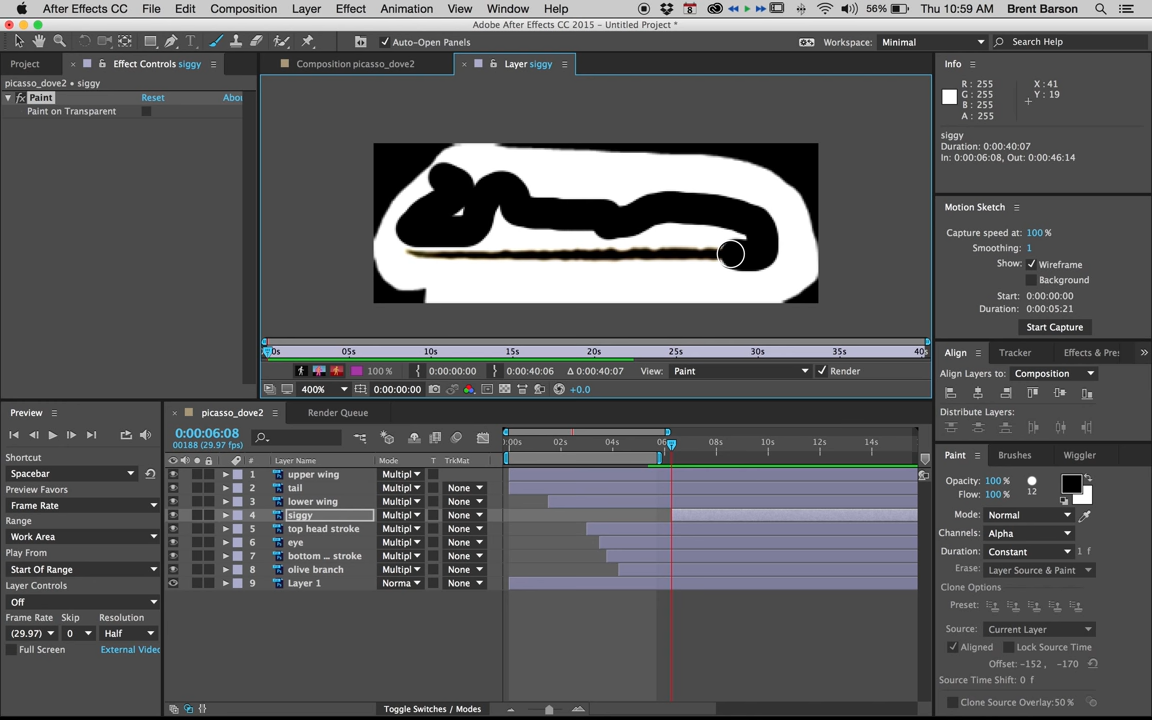 After Effects CC File Edit Composition Layer Effect Animation View Window Help 56% Thu 10:59 AM Brent Barson
Adobe After Effects CC 2015 - Untitled Project *
Auto-Open Panels Workspace: Minimal Search Help
Project Effect Controls siggy Composition picasso_dove2 Layer siggy Info
picasso_dove2 • siggy
fx Paint Reset Abou
Paint on Transparent
R: 255 X: 41
G: 255 Y: 19
B: 255
A: 255
siggy
Duration: 0:00:40:07
In: 0:00:06:08, Out: 0:00:46:14
Motion Sketch
Capture speed at: 100 %
Smoothing: 1
Show: Wireframe
Background
Start: 0:00:00:00
Duration: 0:00:05:21
Start Capture
0s 05s 10s 15s 20s 25s 30s 35s 40s
100 % 0:00:00:00 0:00:40:06 Δ 0:00:40:07 View: Paint Render
400% 0:00:00:00 +0.0
Align Tracker Effects & Pre:
Align Layers to: Composition
Distribute Layers:
Preview picasso_dove2 Render Queue
0:00:06:08
00188 (29.97 fps)
# Layer Name Mode T TrkMat
:00s 02s 04s 06s 08s 10s 12s 14s
Shortcut
Spacebar
Preview Favors
Frame Rate
Range
Work Area
Play From
Start Of Range
Layer Controls
Off
Frame Rate Skip Resolution
(29.97) 0 Half
Full Screen External Video
1 upper wing Multipl
2 tail Multipl None
3 lower wing Multipl None
4 siggy Multipl None
5 top head stroke Multipl None
6 eye Multipl None
7 bottom ... stroke Multipl None
8 olive branch Multipl None
9 Layer 1 Norma None
Toggle Switches / Modes
Paint Brushes Wiggler
Opacity: 100 %
Flow: 100 % 12
Mode: Normal
Channels: Alpha
Duration: Constant 1 f
Erase: Layer Source & Paint
Clone Options
Preset:
Source: Current Layer
Aligned Lock Source Time
Offset: -152 , -170
Source Time Shift: 0 f
Clone Source Overlay: 50 %